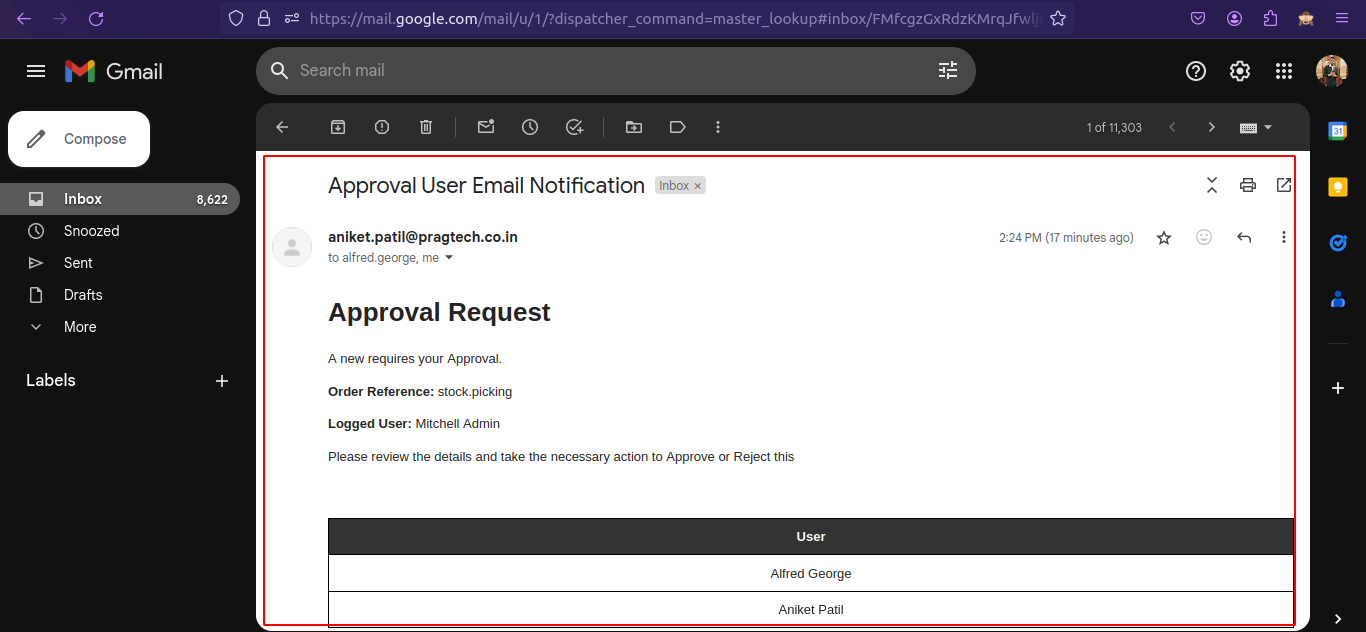 https://mail.google.com/mail/u/1/?dispatcher_command=master_lookup#inbox/FMfcgzGxRdzKMrqJfwlj
Gmail
Search mail
Compose
1 of 11,303
Inbox 8,622
Snoozed
Sent
Drafts
More
Labels
Approval User Email Notification Inbox ×
aniket.patil@pragtech.co.in 2:24 PM (17 minutes ago)
to alfred.george, me
Approval Request
A new requires your Approval.
Order Reference: stock.picking
Logged User: Mitchell Admin
Please review the details and take the necessary action to Approve or Reject this
User
Alfred George
Aniket Patil
31